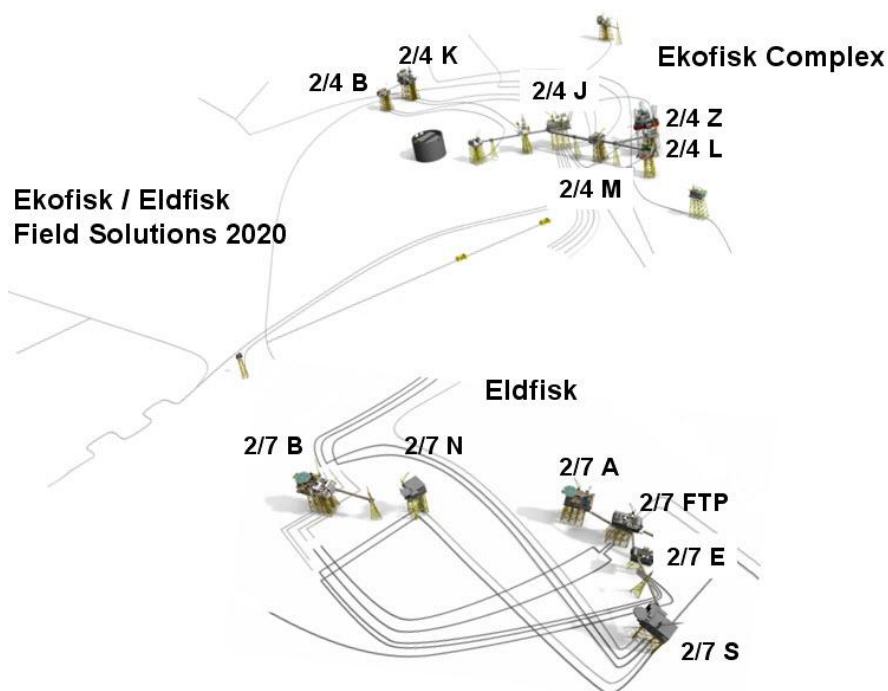 2/4 K
Ekofisk Complex
2/4 B
2/4 J
2/4 Z
2/4 L
2/4 M
Ekofisk / Eldfisk
Field Solutions 2020
Eldfisk
2/7 B
2/7 N
2/7 A
2/7 FTP
2/7 E
2/7 S